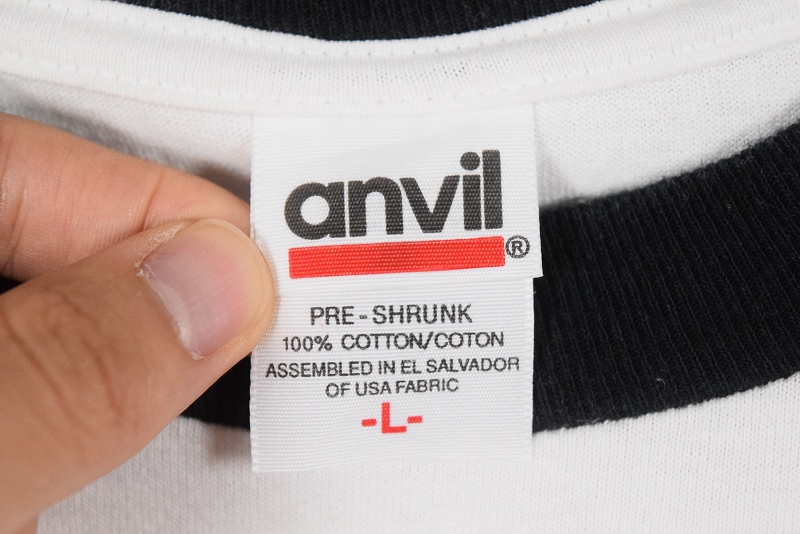 anvil®
PRE-SHRUNK
100% COTTON/COTON
ASSEMBLED IN EL SALVADOR
OF USA FABRIC
-L-